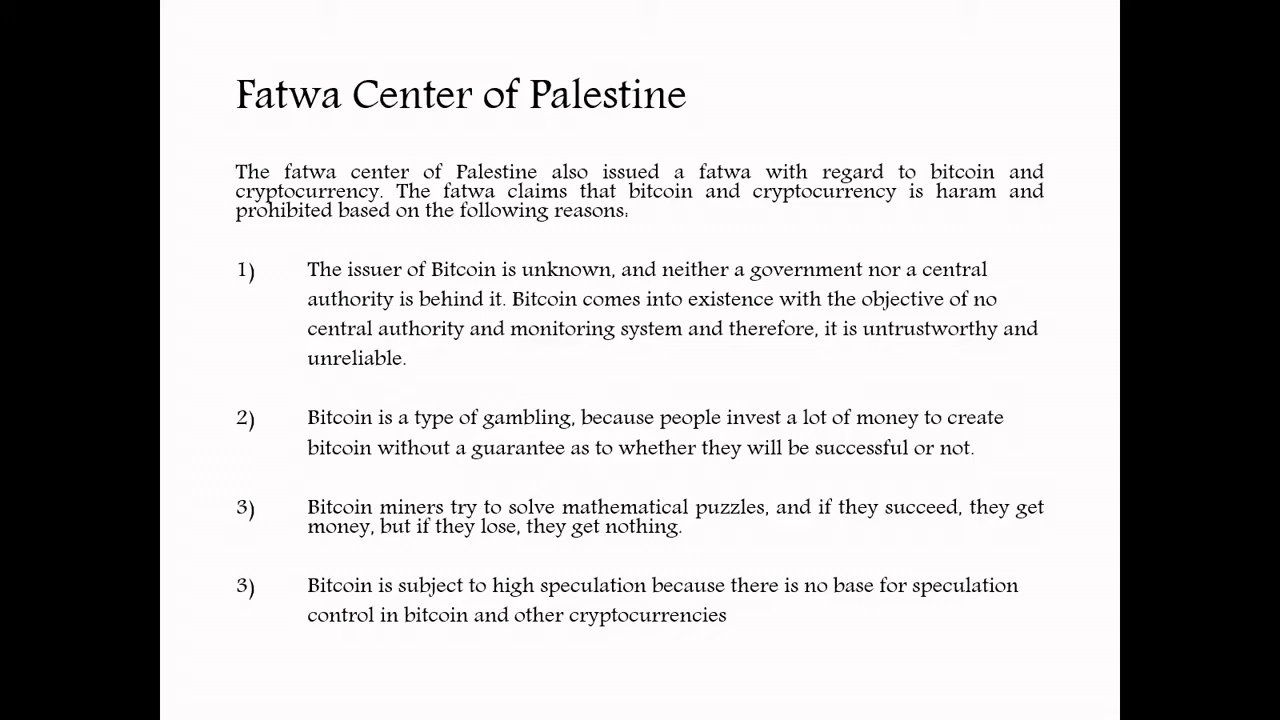 Fatwa Center of Palestine
The fatwa center of Palestine also issued a fatwa with regard to bitcoin and
cryptocurrency. The fatwa claims that bitcoin and cryptocurrency is haram and
prohibited based on the following reasons:
1) The issuer of Bitcoin is unknown, and neither a government nor a central
authority is behind it. Bitcoin comes into existence with the objective of no
central authority and monitoring system and therefore, it is untrustworthy and
unreliable.
2) Bitcoin is a type of gambling, because people invest a lot of money to create
bitcoin without a guarantee as to whether they will be successful or not.
3) Bitcoin miners try to solve mathematical puzzles, and if they succeed, they get
money, but if they lose, they get nothing.
3) Bitcoin is subject to high speculation because there is no base for speculation
control in bitcoin and other cryptocurrencies